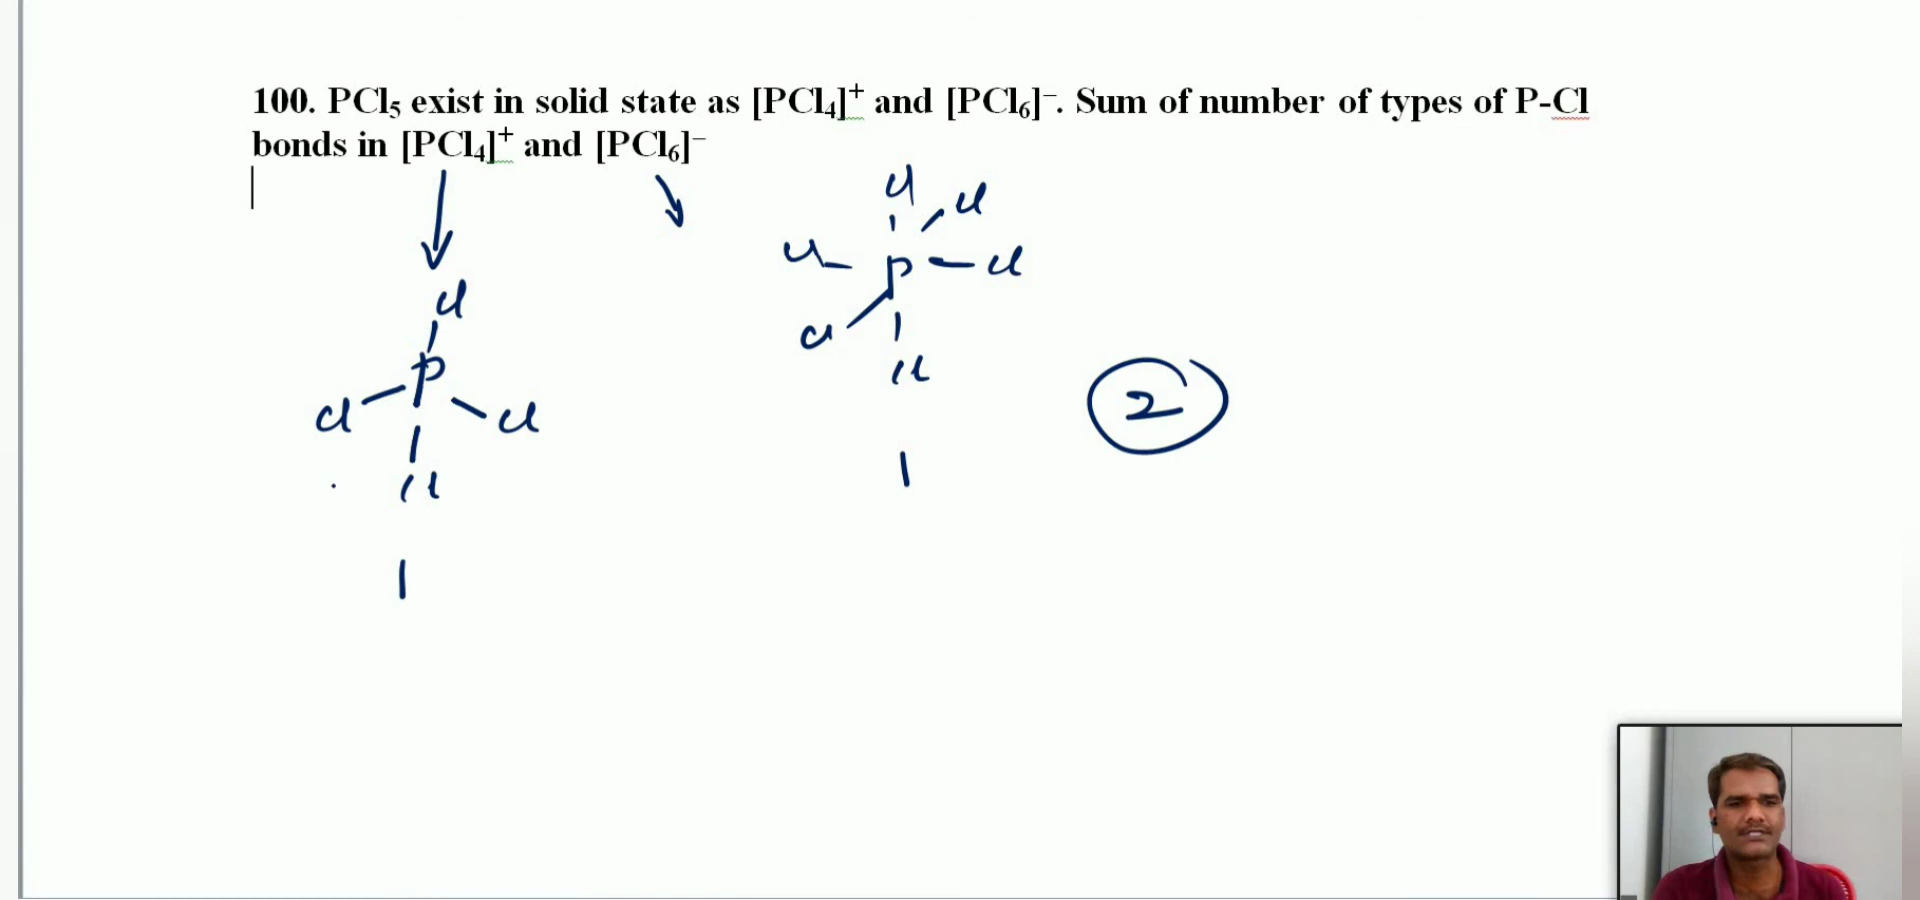 100. PCl₅ exist in solid state as [PCl₄]⁺ and [PCl₆]⁻. Sum of number of types of P-Cl
bonds in [PCl₄]⁺ and [PCl₆]⁻
Cl
Cl
Cl
P
Cl
Cl
Cl
Cl
P
Cl
Cl
Cl
2
1
Cl
1